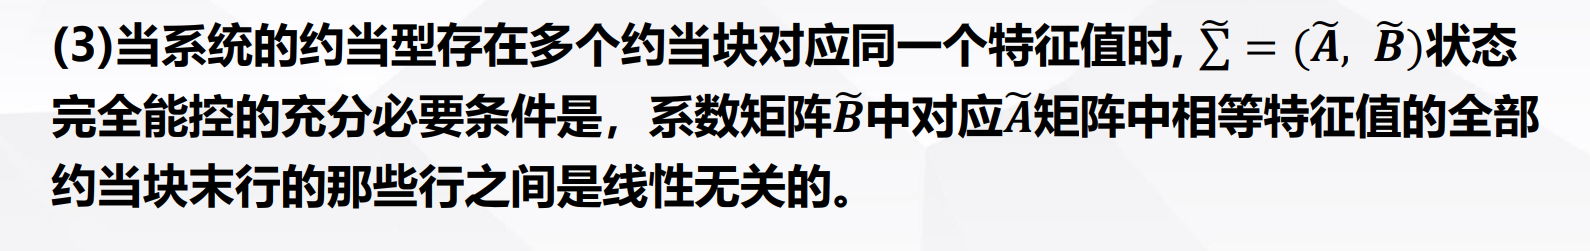 (3)当系统的约当型存在多个约当块对应同一个特征值时, ∑̃ = (Ã, B̃)状态
完全能控的充分必要条件是，系数矩阵B̃中对应Ã矩阵中相等特征值的全部
约当块末行的那些行之间是线性无关的。